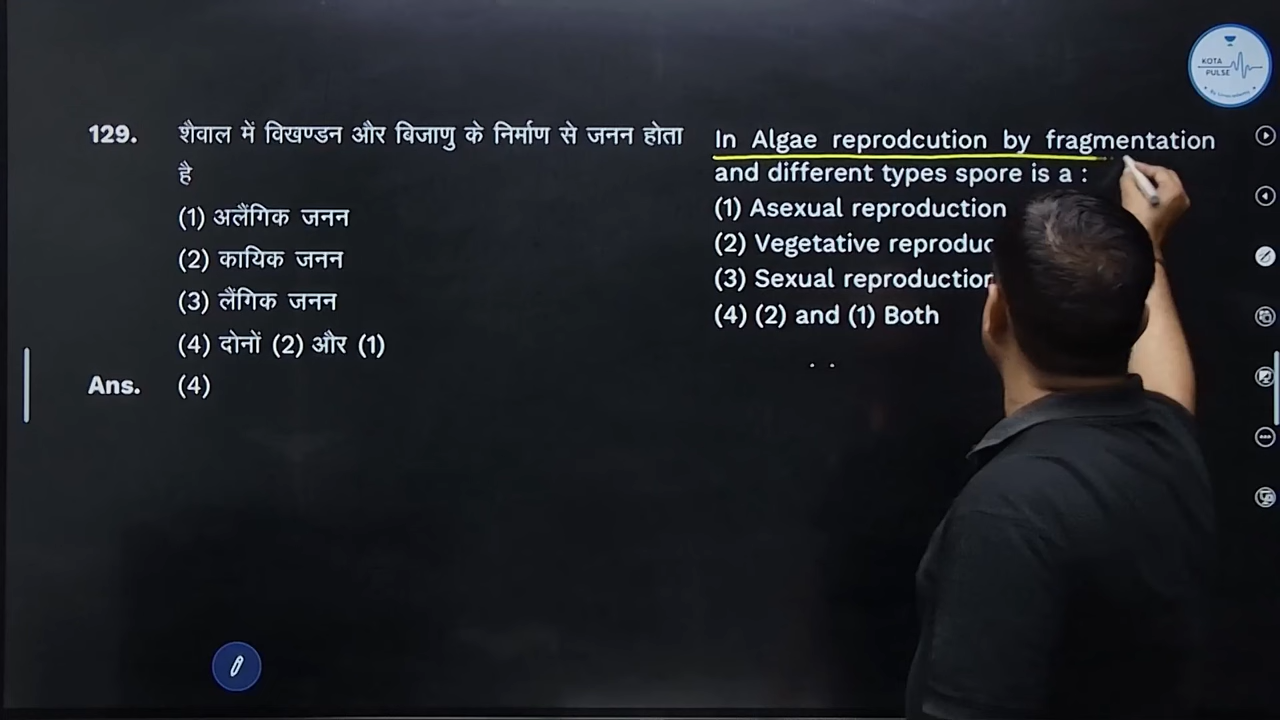 KOTA
PULSE
129. शैवाल में विखण्डन और बिजाणु के निर्माण से जनन होता
है
(1) अलैंगिक जनन
(2) कायिक जनन
(3) लैंगिक जनन
(4) दोनों (2) और (1)
Ans. (4)
In Algae reprodcution by fragmentation
and different types spore is a :
(1) Asexual reproduction
(2) Vegetative reproduc
(3) Sexual reproduction
(4) (2) and (1) Both